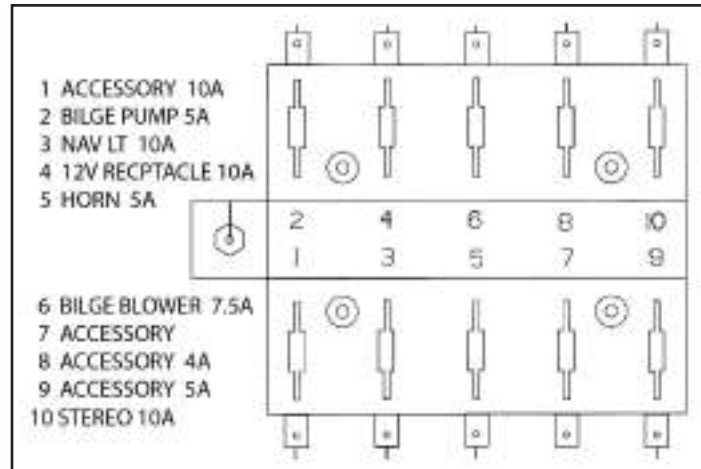 1 ACCESSORY 10A
2 BILGE PUMP 5A
3 NAV LT 10A
4 12V RECPTACLE 10A
5 HORN 5A
2 4 6 8 10
1 3 5 7 9
6 BILGE BLOWER 7.5A
7 ACCESSORY
8 ACCESSORY 4A
9 ACCESSORY 5A
10 STEREO 10A